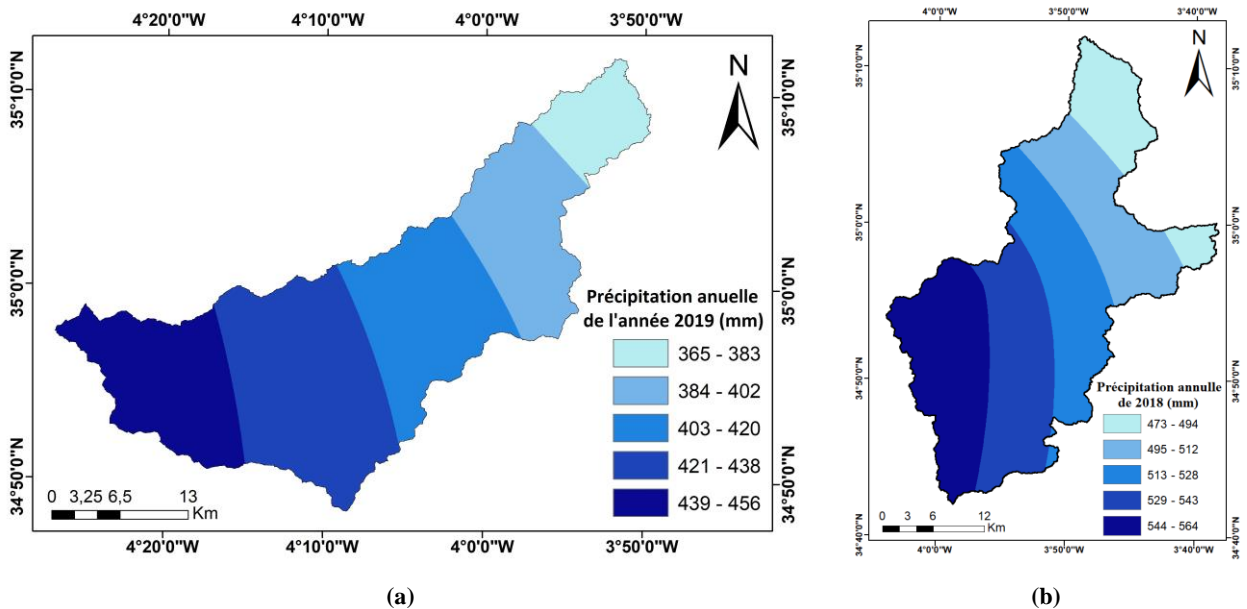 4°20'0"W 4°10'0"W 4°0'0"W 3°50'0"W
35°10'0"N
35°0'0"N
34°50'0"N
N
35°10'0"N
35°0'0"N
34°50'0"N
Précipitation anuelle
de l'année 2019 (mm)
365 - 383
384 - 402
403 - 420
421 - 438
439 - 456
0 3,25 6,5 13
Km
4°20'0"W 4°10'0"W 4°0'0"W 3°50'0"W
(a)
4°0'0"W 3°50'0"W 3°40'0"W
35°10'0"N
35°0'0"N
34°50'0"N
34°40'0"N
N
35°10'0"N
35°0'0"N
34°50'0"N
34°40'0"N
Précipitation annulle
de 2018 (mm)
473 - 494
495 - 512
513 - 528
529 - 543
544 - 564
0 3 6 12
Km
4°0'0"W 3°50'0"W 3°40'0"W
(b)